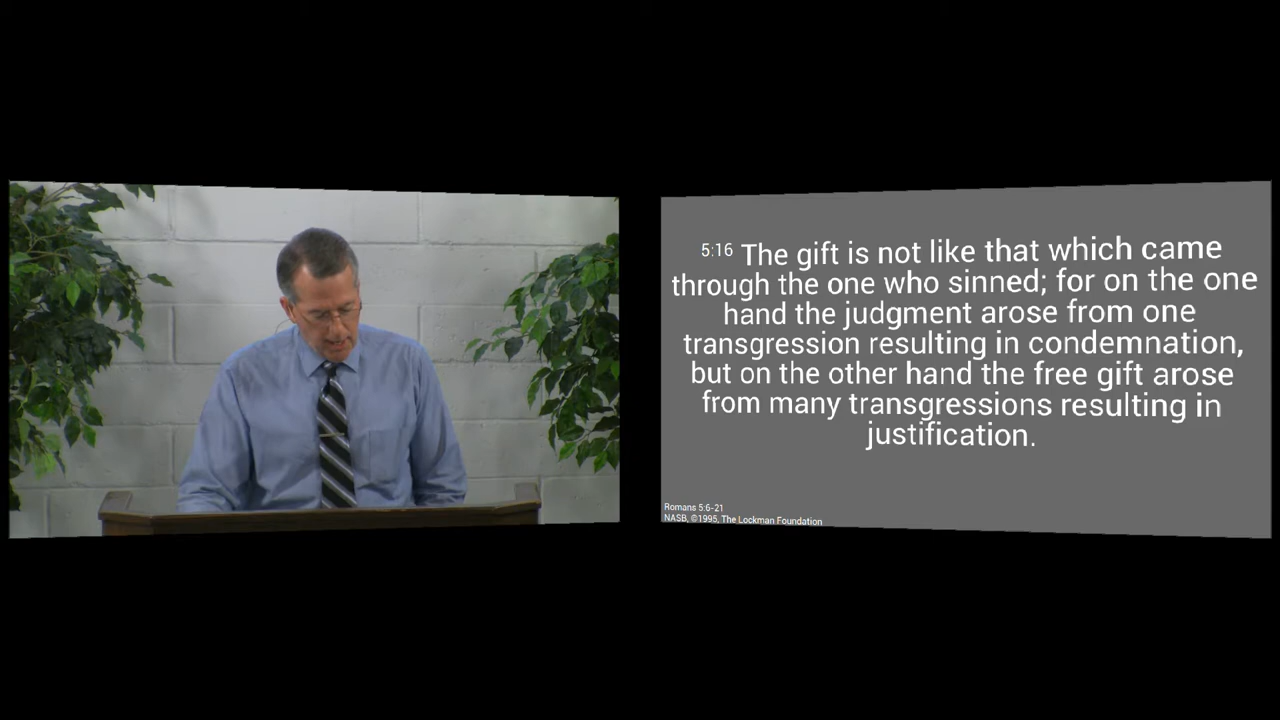 5:16 The gift is not like that which came
through the one who sinned; for on the one
hand the judgment arose from one
transgression resulting in condemnation,
but on the other hand the free gift arose
from many transgressions resulting in
justification.
Romans 5:6-21
NASB, ©1995, The Lockman Foundation